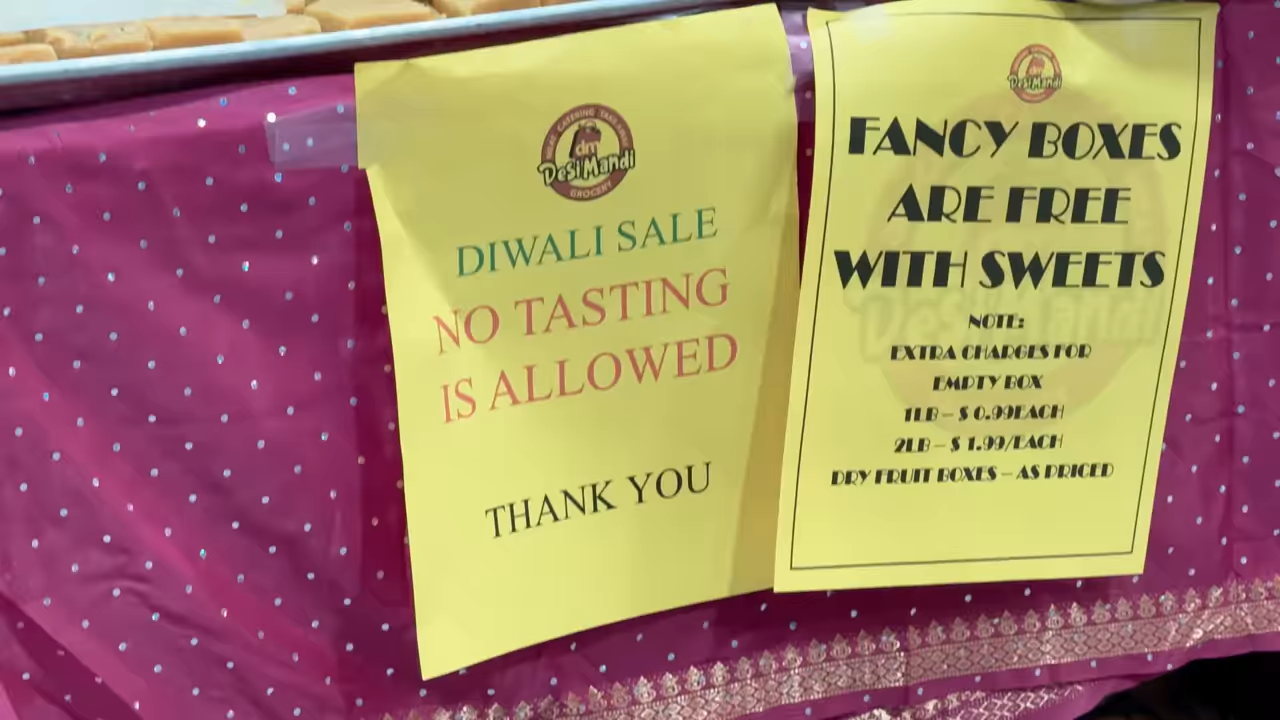 DesiMandi
GROCERY
DIWALI SALE
NO TASTING
IS ALLOWED
THANK YOU
DesiMandi
FANCY BOXES
ARE FREE
WITH SWEETS
NOTE:
EXTRA CHARGES FOR
EMPTY BOX
1LB – $ 0.99EACH
2LB – $ 1.99/EACH
DRY FRUIT BOXES – AS PRICED